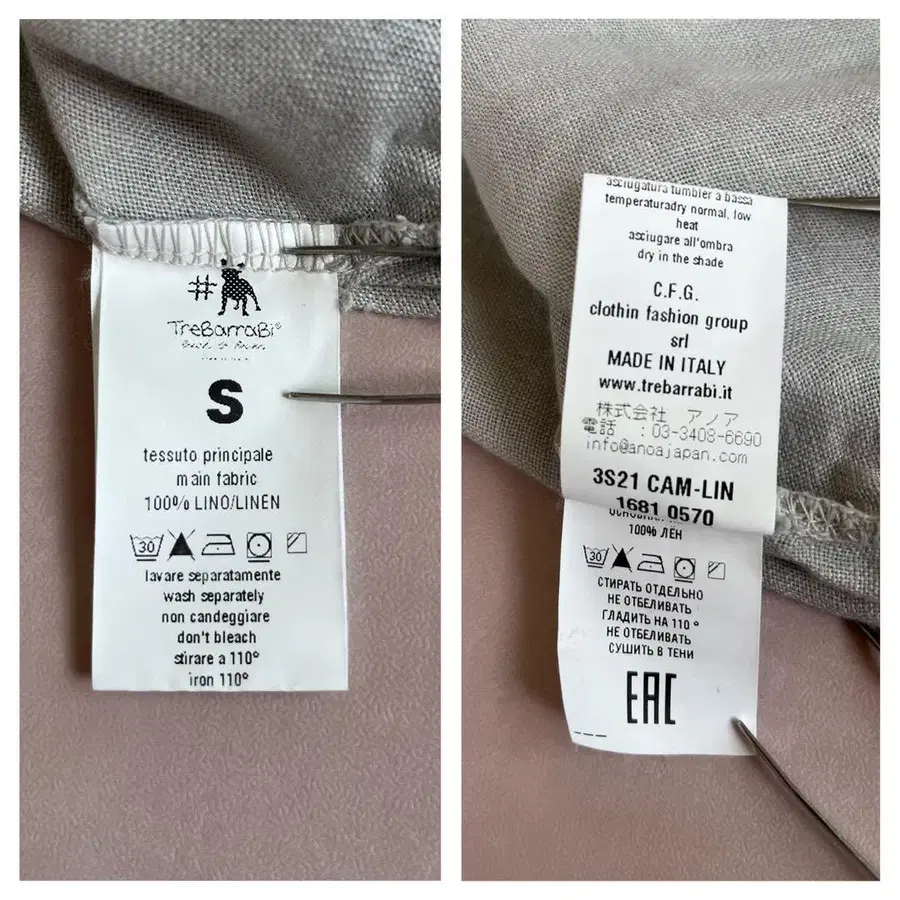 #
TreBarraBi®
S
tessuto principale
main fabric
100% LINO/LINEN
30
lavare separatamente
wash separately
non candeggiare
don't bleach
stirare a 110°
iron 110°
asciugatura tumbler a bassa
temperaturadry normal, low
heat
asciugare all'ombra
dry in the shade
C.F.G.
clothin fashion group
srl
MADE IN ITALY
www.trebarrabi.it
株式会社 アノア
電話 :03-3408-6690
info@anoajapan.com
3S21 CAM-LIN
1681 0570
100% ЛЁН
30
СТИРАТЬ ОТДЕЛЬНО
НЕ ОТБЕЛИВАТЬ
ГЛАДИТЬ НА 110 °
НЕ ОТБЕЛИВАТЬ
СУШИТЬ В ТЕНИ
EAC